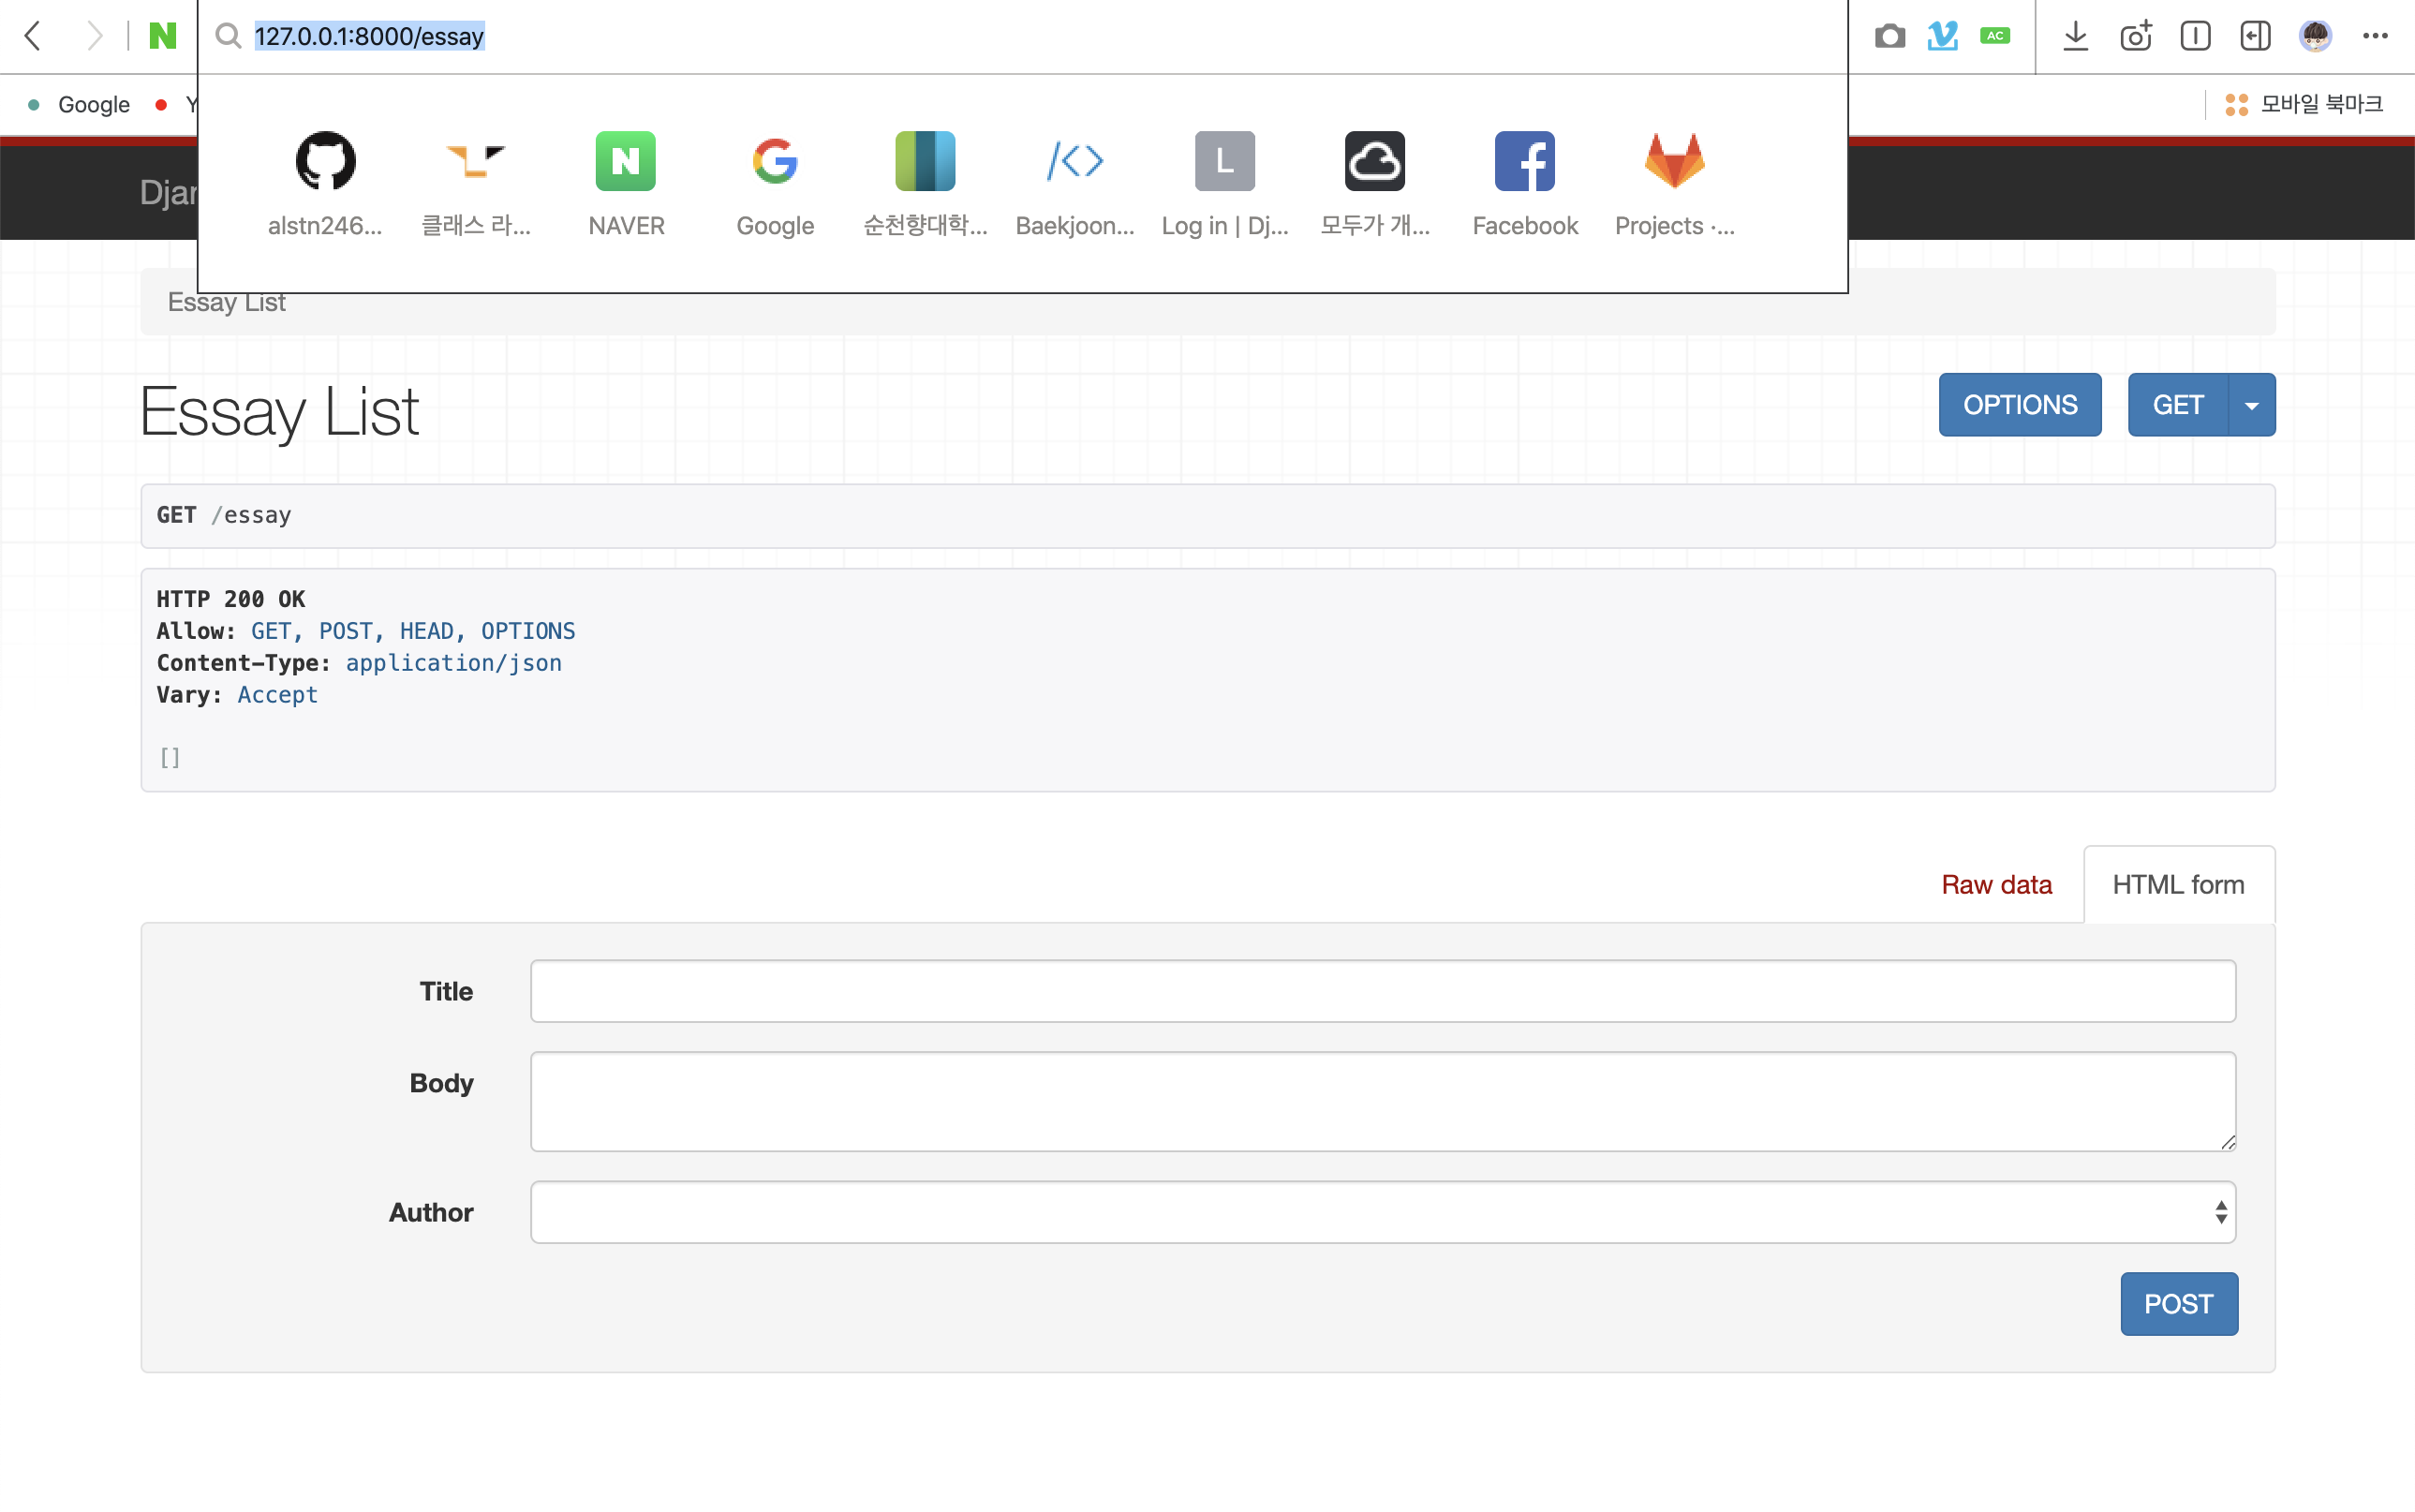 N
127.0.0.1:8000/essay
AC
Google
Y
모바일 북마크
N
L
alstn246...
클래스 라...
NAVER
Google
순천향대학...
Baekjoon...
Log in | Dj...
모두가 개...
Facebook
Projects ·...
Djan
Essay List
Essay List
OPTIONS
GET
GET /essay
HTTP 200 OK
Allow: GET, POST, HEAD, OPTIONS
Content-Type: application/json
Vary: Accept
[]
Raw data
HTML form
Title
Body
Author
POST